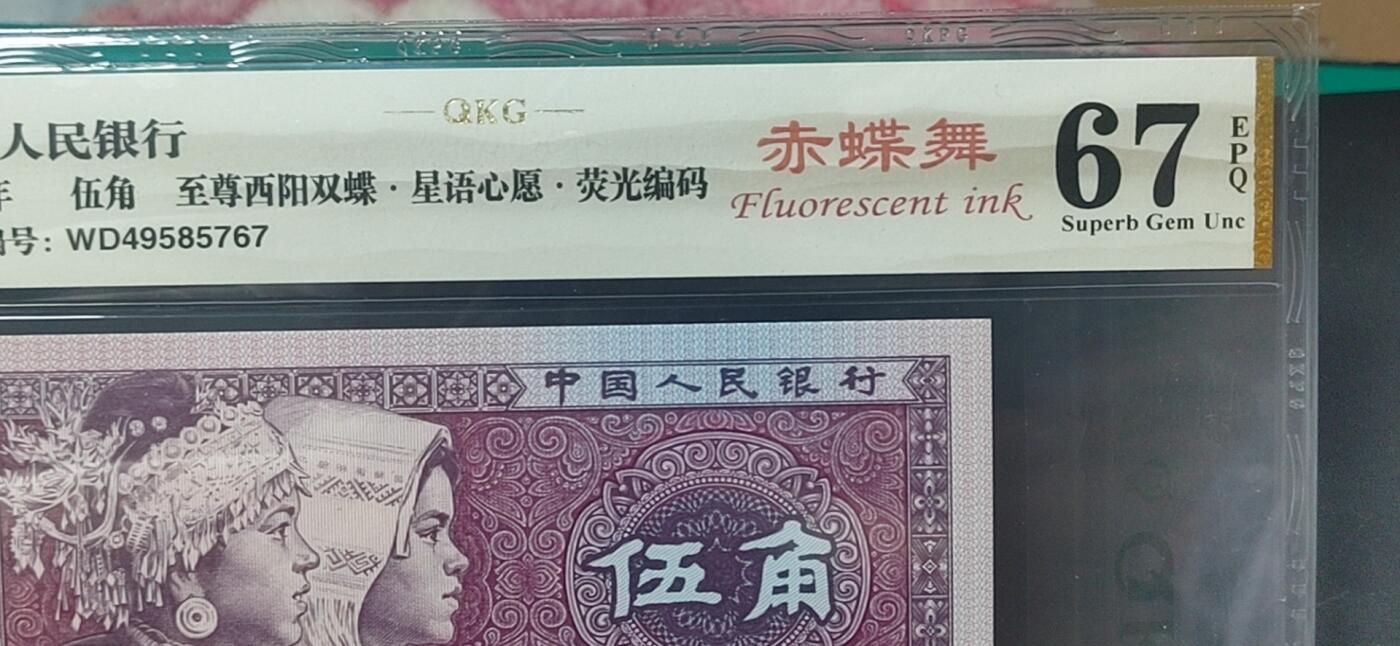 QKG
人民银行
年 伍角 至尊西阳双蝶·星语心愿·荧光编码
编号: WD49585767
赤蝶舞
Fluorescent ink
67
EPQ
Superb Gem Unc
中国人民银行
伍角